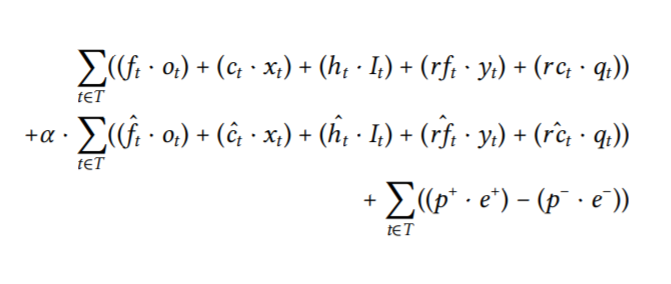 ∑_{t∈T}((f_t · o_t) + (c_t · x_t) + (h_t · I_t) + (rf_t · y_t) + (rc_t · q_t))
+α · ∑_{t∈T}((f̂_t · o_t) + (ĉ_t · x_t) + (ĥ_t · I_t) + (r̂f_t · y_t) + (r̂c_t · q_t))
+ ∑_{t∈T}((p⁺ · e⁺) − (p⁻ · e⁻))